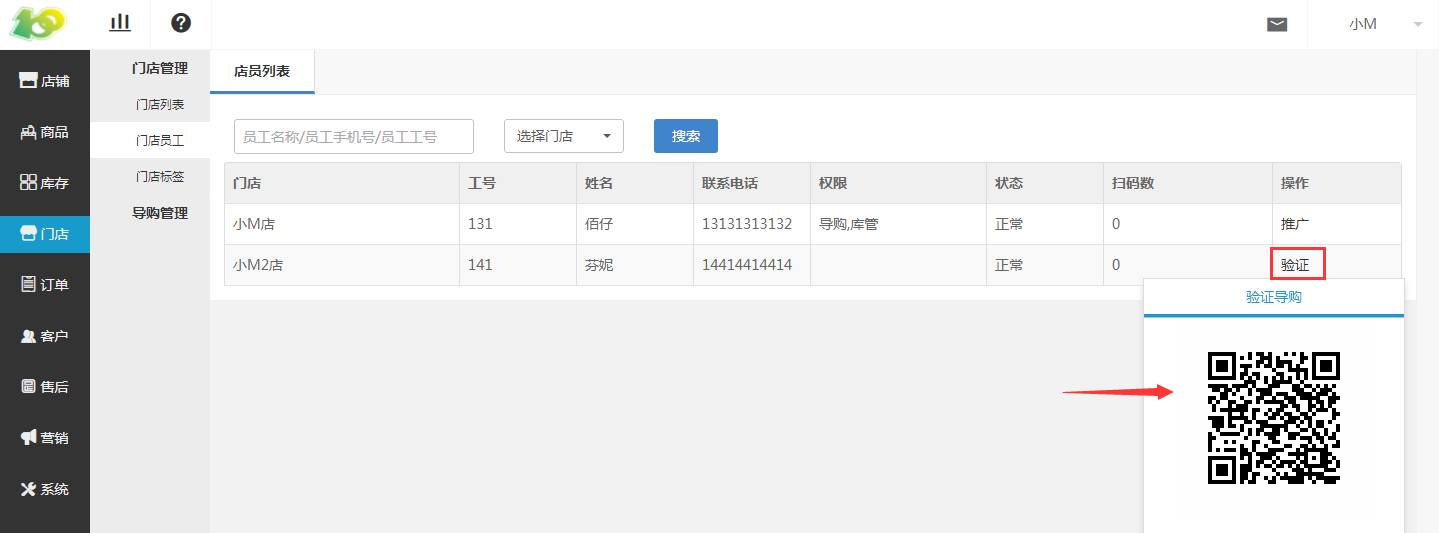 小M
店铺
商品
库存
门店
订单
客户
售后
营销
系统
门店管理
门店列表
门店员工
门店标签
导购管理
店员列表
员工名称/员工手机号/员工工号 选择门店 搜索
门店 工号 姓名 联系电话 权限 状态 扫码数 操作
小M店 131 佰仔 13131313132 导购,库管 正常 0 推广
小M2店 141 芬妮 14414414414 正常 0 验证
验证导购